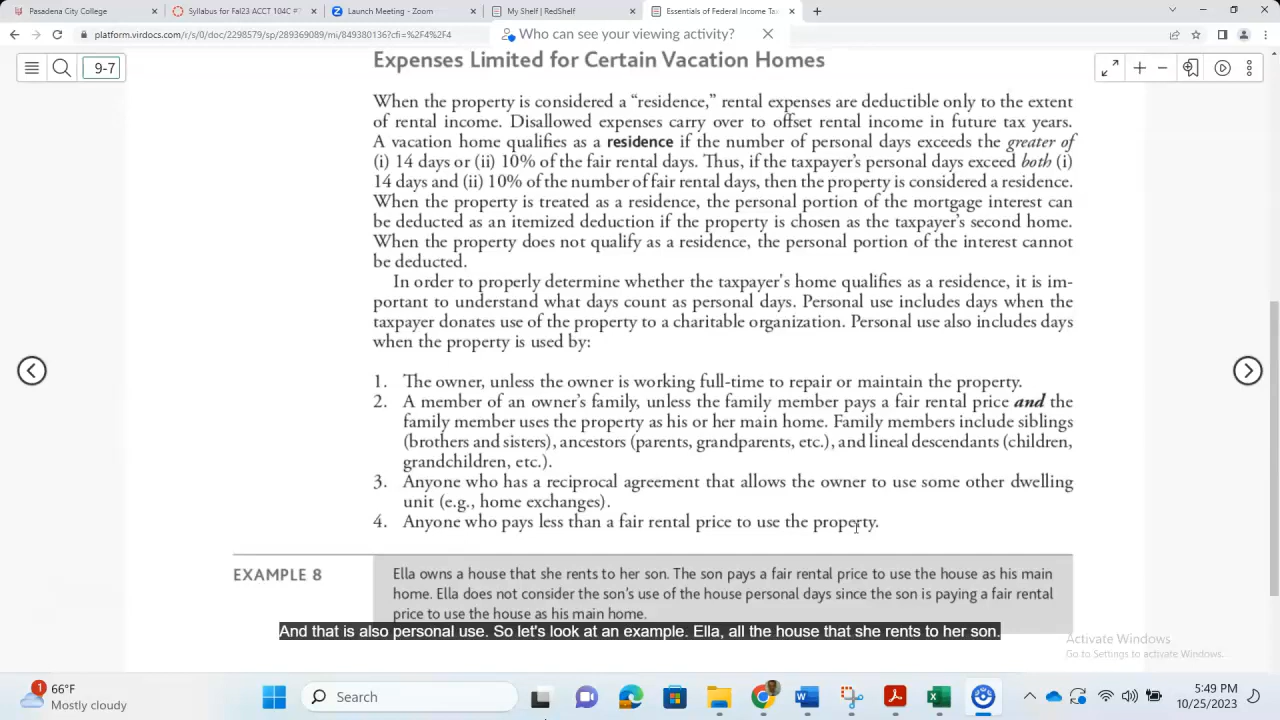 Pasadena City College
Syllabus for Fal23 ACCT 104C P
Launch Meeting - Zoom
My Shelf | RedShelf
Essentials of Federal Income Ta
platform.virdocs.com/r/s/0/doc/2298579/sp/289369089/mi/849380136?cfi=%2F4%2F4
Who can see your viewing activity?
9-7
Expenses Limited for Certain Vacation Homes
When the property is considered a “residence,” rental expenses are deductible only to the extent
of rental income. Disallowed expenses carry over to offset rental income in future tax years.
A vacation home qualifies as a residence if the number of personal days exceeds the greater of
(i) 14 days or (ii) 10% of the fair rental days. Thus, if the taxpayer’s personal days exceed both (i)
14 days and (ii) 10% of the number of fair rental days, then the property is considered a residence.
When the property is treated as a residence, the personal portion of the mortgage interest can
be deducted as an itemized deduction if the property is chosen as the taxpayer’s second home.
When the property does not qualify as a residence, the personal portion of the interest cannot
be deducted.
In order to properly determine whether the taxpayer's home qualifies as a residence, it is im-
portant to understand what days count as personal days. Personal use includes days when the
taxpayer donates use of the property to a charitable organization. Personal use also includes days
when the property is used by:
1. The owner, unless the owner is working full-time to repair or maintain the property.
2. A member of an owner’s family, unless the family member pays a fair rental price and the
family member uses the property as his or her main home. Family members include siblings
(brothers and sisters), ancestors (parents, grandparents, etc.), and lineal descendants (children,
grandchildren, etc.).
3. Anyone who has a reciprocal agreement that allows the owner to use some other dwelling
unit (e.g., home exchanges).
4. Anyone who pays less than a fair rental price to use the property.
EXAMPLE 8
Ella owns a house that she rents to her son. The son pays a fair rental price to use the house as his main
home. Ella does not consider the son’s use of the house personal days since the son is paying a fair rental
price to use the house as his main home.
And that is also personal use. So let's look at an example. Ella, all the house that she rents to her son.
Activate Windows
Go to Settings to activate Windows.
1
66°F
Mostly cloudy
Search
5:49 PM
10/25/2023